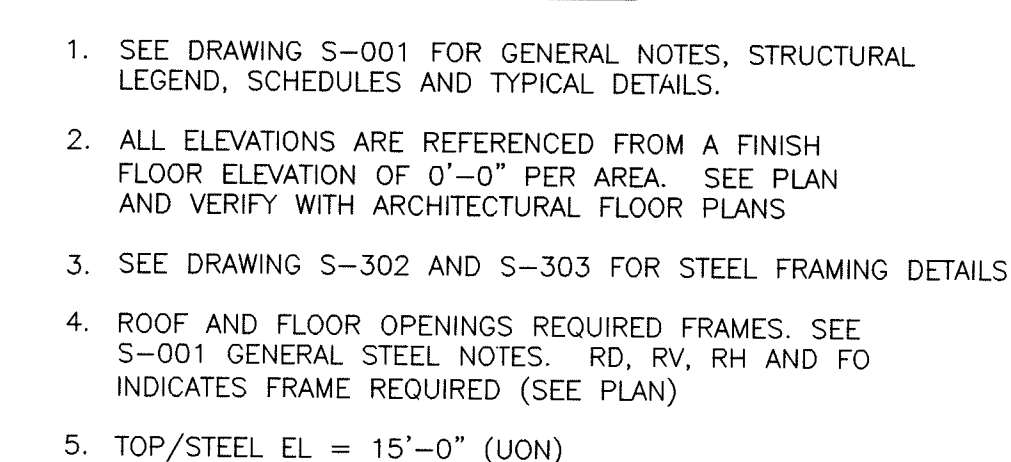 1. SEE DRAWING S-001 FOR GENERAL NOTES, STRUCTURAL
LEGEND, SCHEDULES AND TYPICAL DETAILS.
2. ALL ELEVATIONS ARE REFERENCED FROM A FINISH
FLOOR ELEVATION OF 0'-0" PER AREA. SEE PLAN
AND VERIFY WITH ARCHITECTURAL FLOOR PLANS
3. SEE DRAWING S-302 AND S-303 FOR STEEL FRAMING DETAILS
4. ROOF AND FLOOR OPENINGS REQUIRED FRAMES. SEE
S-001 GENERAL STEEL NOTES. RD, RV, RH AND FO
INDICATES FRAME REQUIRED (SEE PLAN)
5. TOP/STEEL EL = 15'-0" (UON)